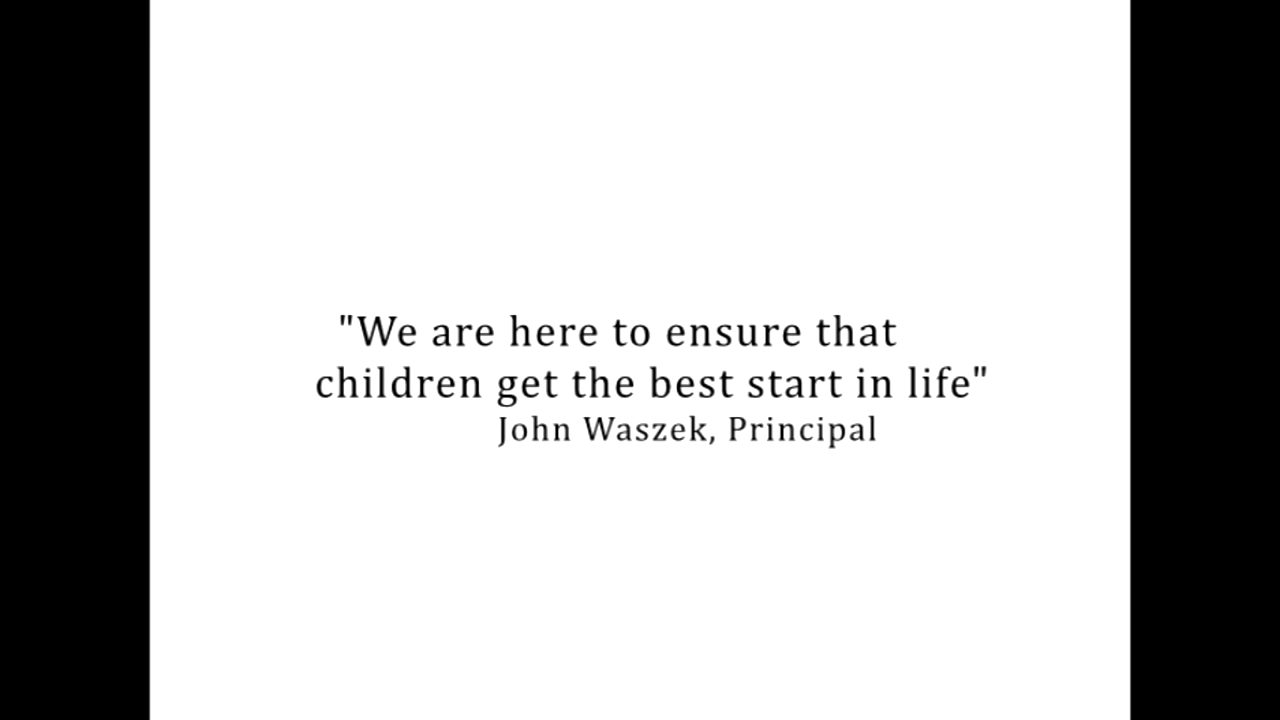 "We are here to ensure that
children get the best start in life"
John Waszek, Principal